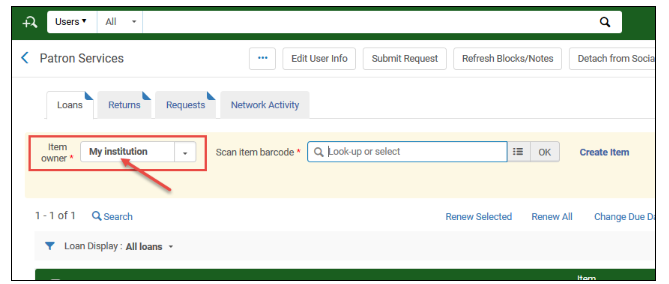 Users All
Patron Services
... Edit User Info Submit Request Refresh Blocks/Notes Detach from Socia
Loans Returns Requests Network Activity
Item owner * My institution Scan item barcode * Look-up or select OK Create Item
1 - 1 of 1 Search Renew Selected Renew All Change Due Da
Loan Display : All loans
Item